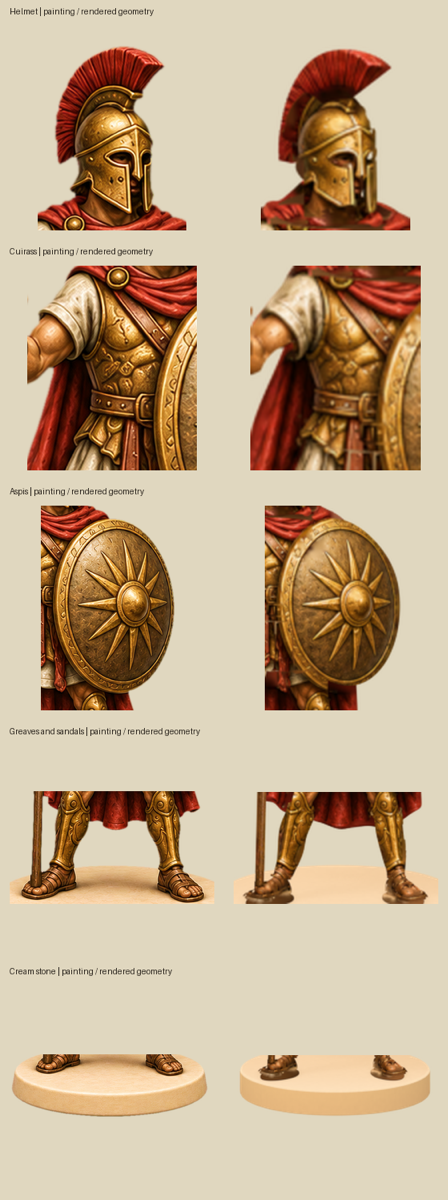 Helmet | painting / rendered geometry
Cuirass | painting / rendered geometry
Aspis | painting / rendered geometry
Greaves and sandals | painting / rendered geometry
Cream stone | painting / rendered geometry